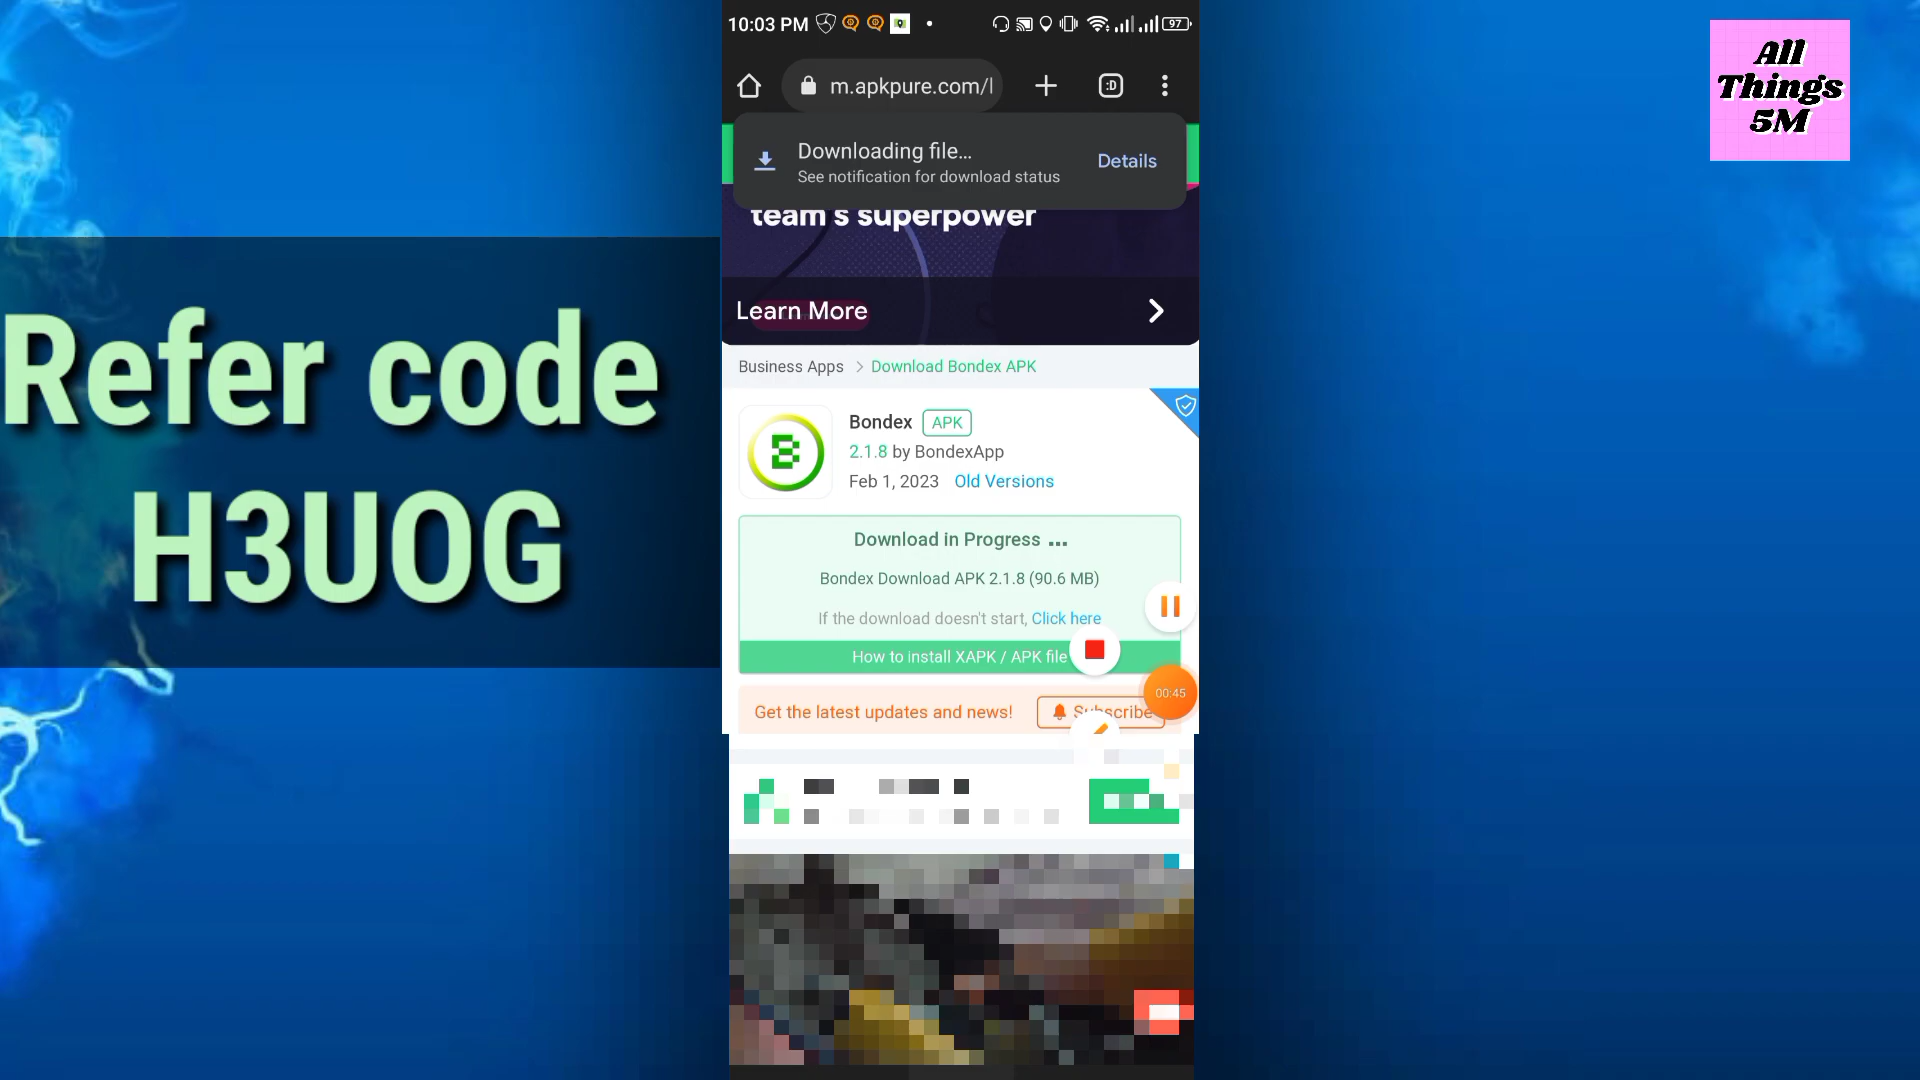 Refer code
H3UOG
10:03 PM
97
m.apkpure.com/
:D
Downloading file...
See notification for download status
Details
team's superpower
Learn More
Business Apps > Download Bondex APK
Bondex APK
2.1.8 by BondexApp
Feb 1, 2023 Old Versions
Download in Progress ...
Bondex Download APK 2.1.8 (90.6 MB)
If the download doesn't start, Click here
How to install XAPK / APK file
00:45
Get the latest updates and news!
Subscribe
All
Things
5M